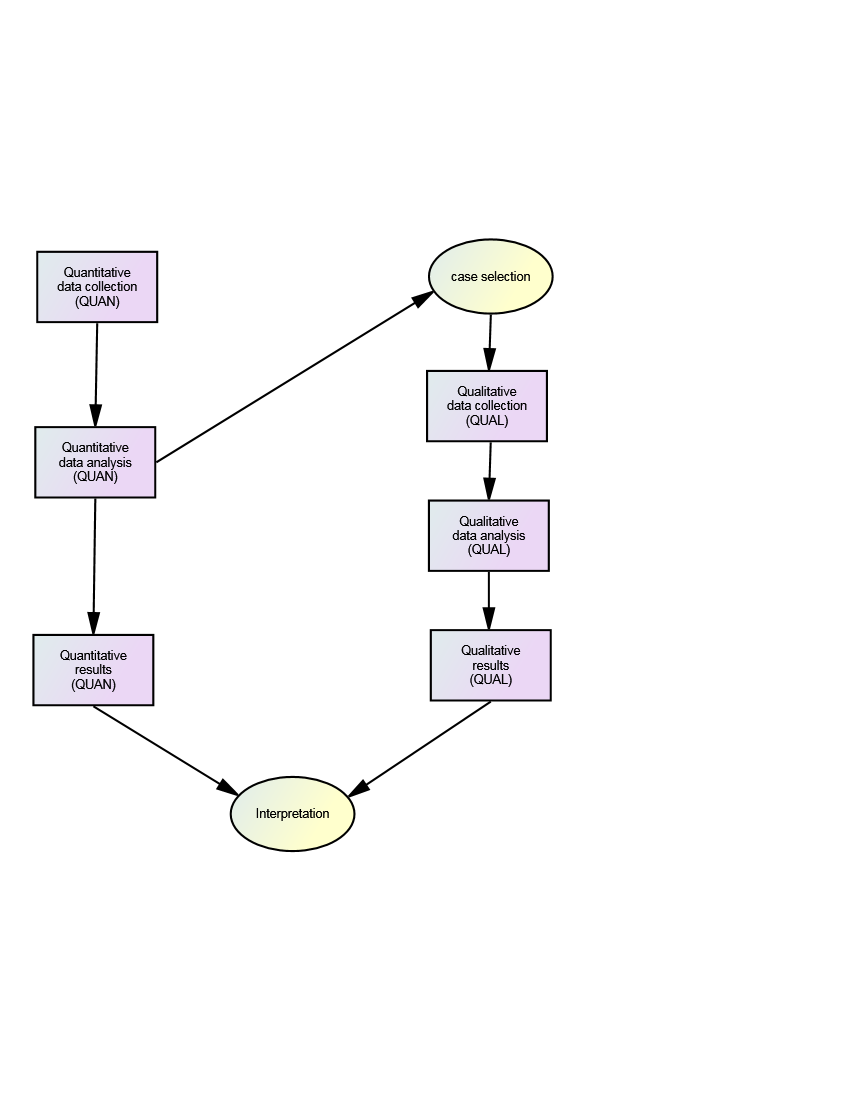 Quantitative
data collection
(QUAN)
Quantitative
data analysis
(QUAN)
Quantitative
results
(QUAN)
case selection
Qualitative
data collection
(QUAL)
Qualitative
data analysis
(QUAL)
Qualitative
results
(QUAL)
Interpretation